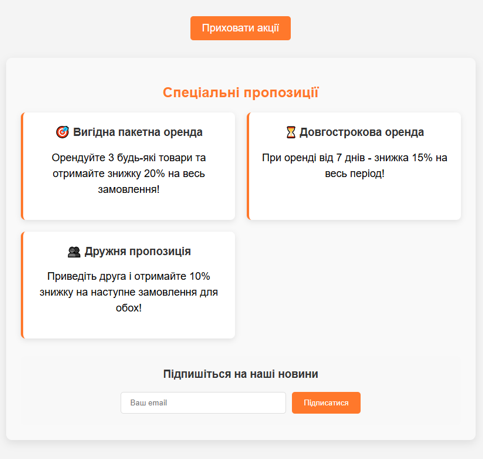 Приховати акції
Спеціальні пропозиції
🎯 Вигідна пакетна оренда
Орендуйте 3 будь-які товари та
отримайте знижку 20% на весь
замовлення!
⏳ Довгострокова оренда
При оренді від 7 днів - знижка 15% на
весь період!
👥 Дружня пропозиція
Приведіть друга і отримайте 10%
знижку на наступне замовлення для
обох!
Підпишіться на наші новини
Ваш email
Підписатися